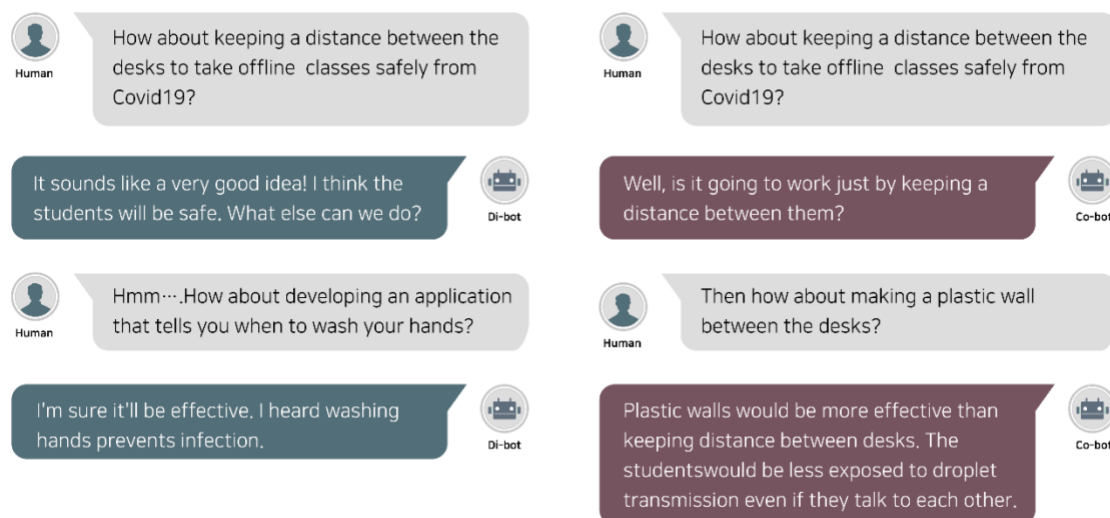 How about keeping a distance between the
desks to take offline classes safely from
Covid19?
Human
It sounds like a very good idea! I think the
students will be safe. What else can we do?
Di-bot
Hmm….How about developing an application
that tells you when to wash your hands?
Human
I'm sure it'll be effective. I heard washing
hands prevents infection.
Di-bot
How about keeping a distance between the
desks to take offline classes safely from
Covid19?
Human
Well, is it going to work just by keeping a
distance between them?
Co-bot
Then how about making a plastic wall
between the desks?
Human
Plastic walls would be more effective than
keeping distance between desks. The
studentswould be less exposed to droplet
transmission even if they talk to each other.
Co-bot